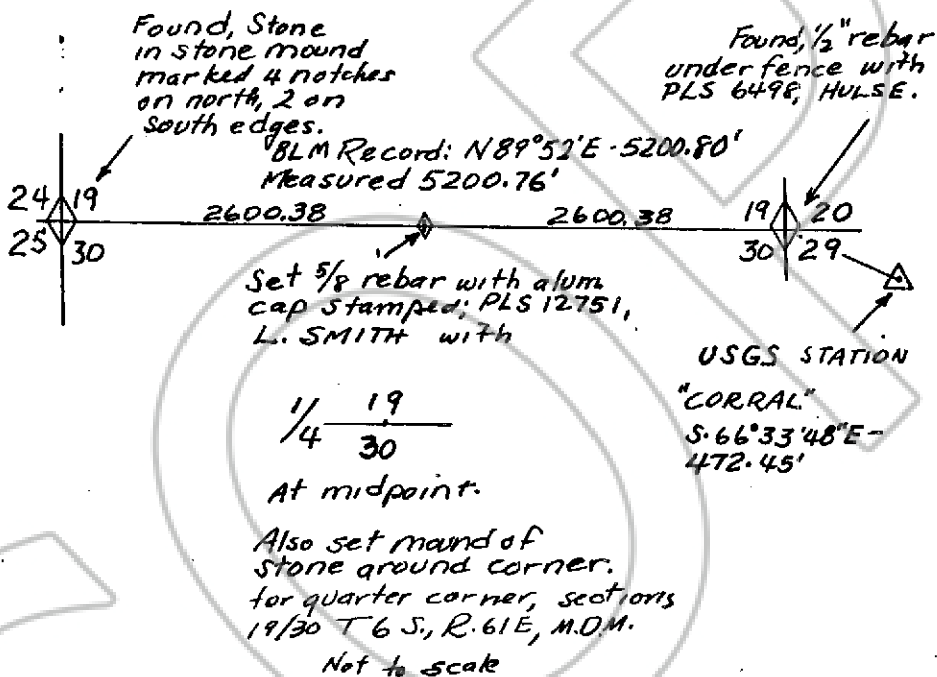 Found, Stone
in stone mound
marked 4 notches
on north, 2 on
South edges.
Found, 1/2" rebar
under fence with
PLS 6498, HULSE.
BLM Record: N89°52'E-5200.80'
Measured 5200.76'
24 19
25 30
2600.38
2600.38
19 20
30 29
Set 5/8 rebar with alum
cap stamped; PLS 12751,
L. SMITH with
1/4 19
30
At midpoint.
USGS STATION
"CORRAL"
S.66°33'48"E-
472.45'
Also set mound of
stone around corner.
for quarter corner, sections
19/30 T 6 S., R.61E, M.D.M.
Not to scale